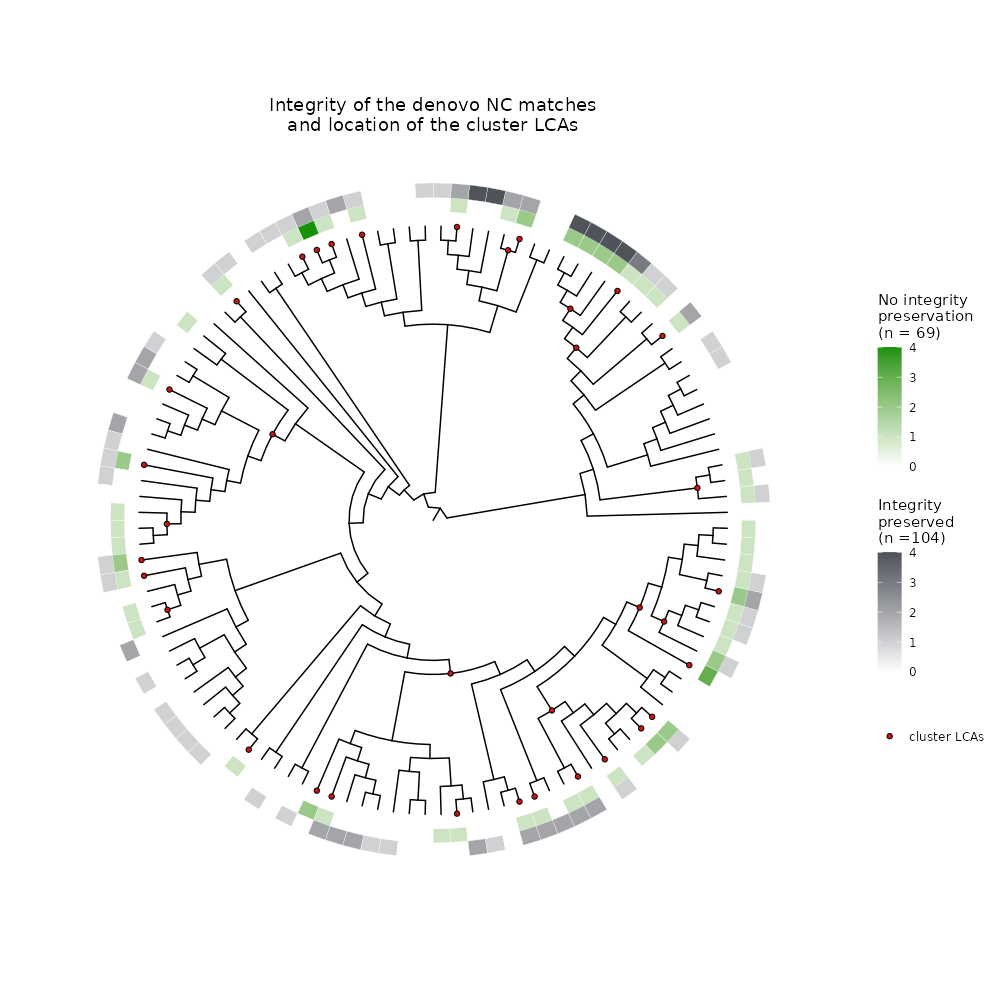 Integrity of the denovo NC matches
and location of the cluster LCAs
No integrity
preservation
(n = 69)
4
3
2
1
0
Integrity
preserved
(n =104)
4
3
2
1
0
cluster LCAs